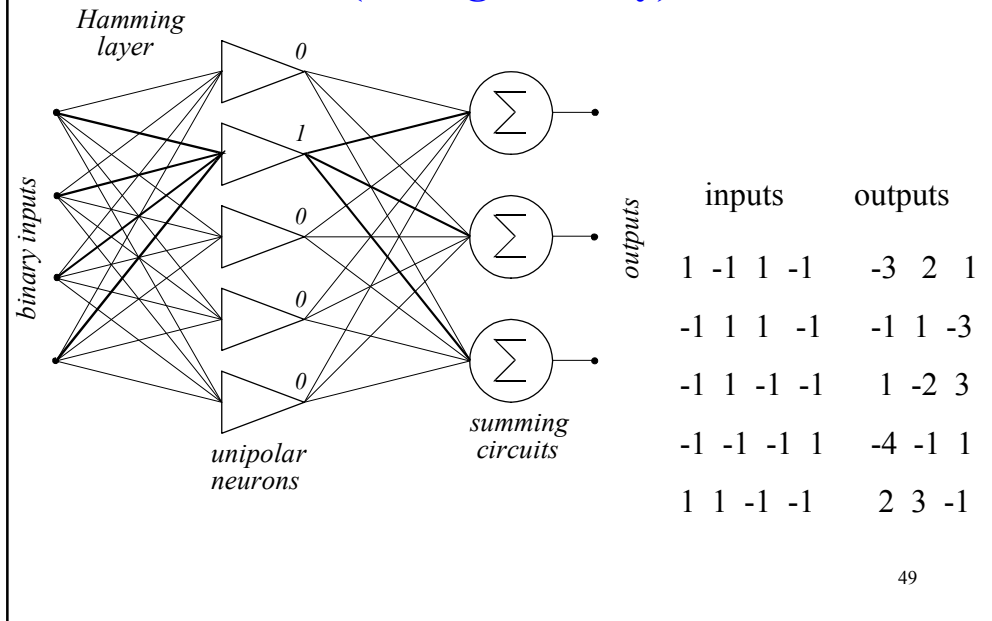 Hamming
layer
0
1
0
0
0
binary inputs
unipolar
neurons
Σ
Σ
Σ
summing
circuits
outputs
inputs outputs
1 -1 1 -1 -3 2 1
-1 1 1 -1 -1 1 -3
-1 1 -1 -1 1 -2 3
-1 -1 -1 1 -4 -1 1
1 1 -1 -1 2 3 -1
49